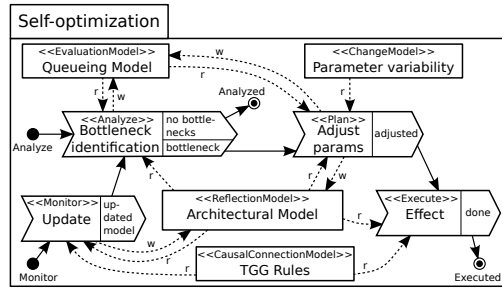 Self-optimization
<<EvaluationModel>>
Queueing Model
<<ChangeModel>>
Parameter variability
w
r
r
w
r
Analyzed
<<Analyze>>
Bottleneck
identification
no bottle-
necks
bottleneck
<<Plan>>
Adjust
params
adjusted
Analyze
r
r
w
<<Monitor>>
Update
up-
dated
model
<<ReflectionModel>>
Architectural Model
<<Execute>>
Effect
done
r
w
r
Monitor
r
<<CausalConnectionModel>>
TGG Rules
r
Executed